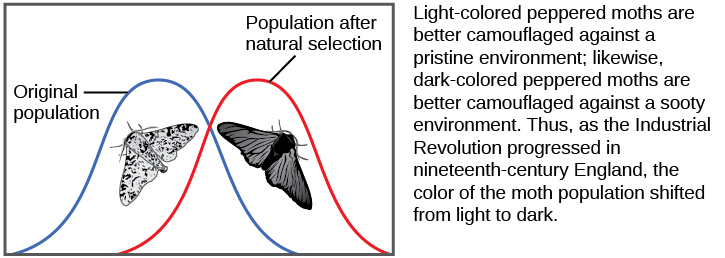 Population after
natural selection
Original
population
Light-colored peppered moths are
better camouflaged against a
pristine environment; likewise,
dark-colored peppered moths are
better camouflaged against a sooty
environment. Thus, as the Industrial
Revolution progressed in
nineteenth-century England, the
color of the moth population shifted
from light to dark.